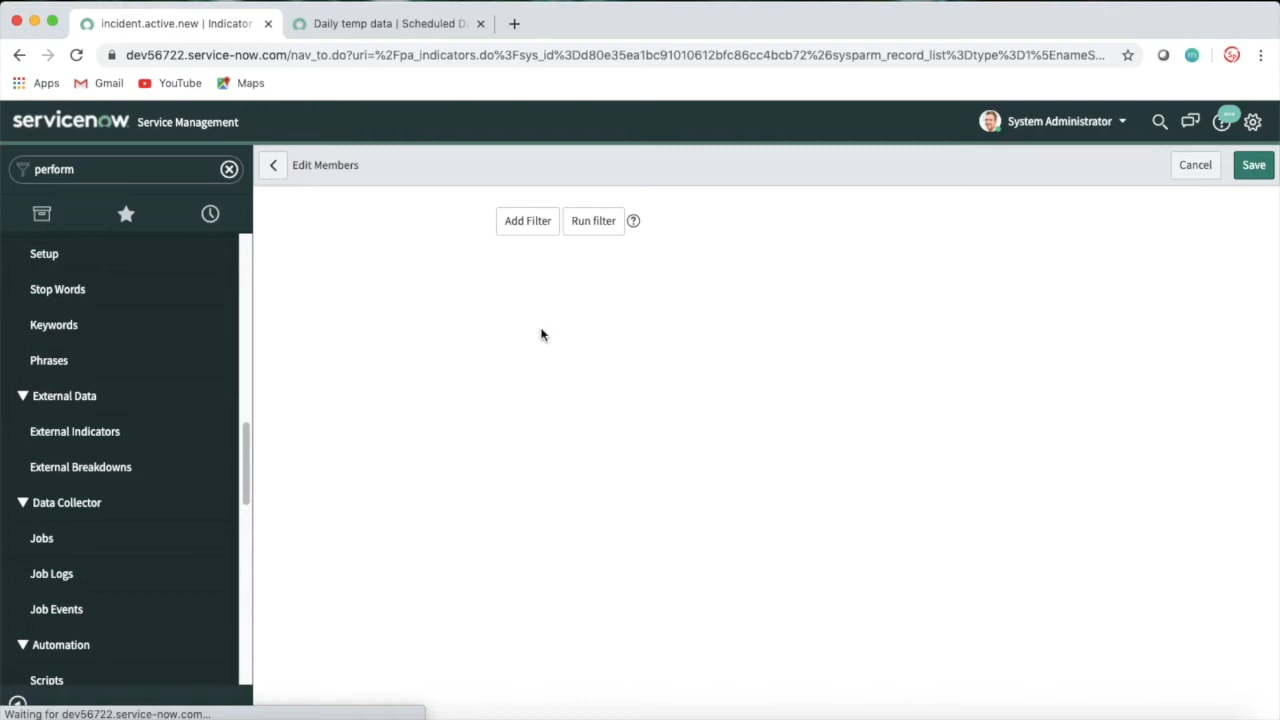 incident.active.new | Indicator
Daily temp data | Scheduled D
dev56722.service-now.com/nav_to.do?uri=%2Fpa_indicators.do%3Fsys_id%3Dd80e35ea1bc91010612bfc86cc4bcb72%26sysparm_record_list%3Dtype%3D1%5EnameS...
Sp
Apps
Gmail
YouTube
Maps
servicenow Service Management
System Administrator
perform
Edit Members
Cancel
Save
Add Filter
Run filter
Setup
Stop Words
Keywords
Phrases
External Data
External Indicators
External Breakdowns
Data Collector
Jobs
Job Logs
Job Events
Automation
Scripts
Waiting for dev56722.service-now.com...